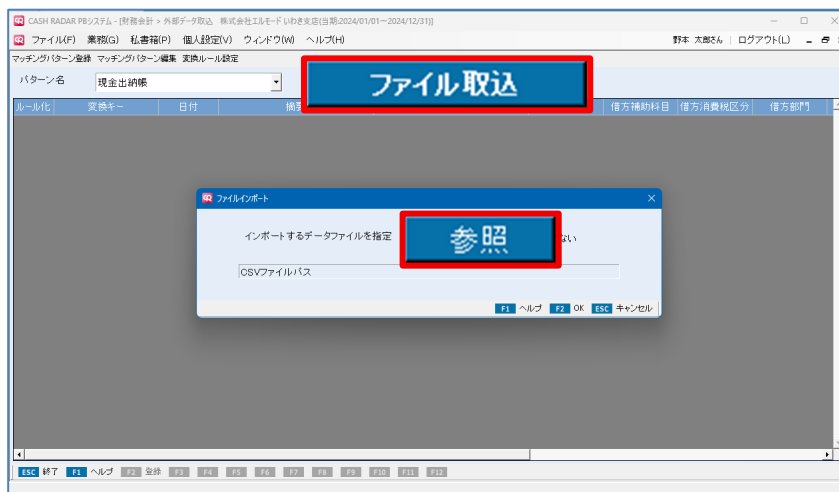 CASH RADAR PBシステム - [財務会計 > 外部データ取込 株式会社エルモード いわき支店(当期:2024/01/01～2024/12/31)]
ファイル(F) 業務(G) 私書箱(P) 個人設定(V) ウィンドウ(W) ヘルプ(H) 野本 太郎さん | ログアウト(L)
マッチングパターン登録 マッチングパターン編集 変換ルール設定
パターン名 現金出納帳 ファイル取込
ルール化 変換キー 日付 摘要 借方補助科目 借方消費税区分 借方部門
ファイルインポート
インポートするデータファイルを指定 参照 ない
CSVファイルパス
F1 ヘルプ F2 OK ESC キャンセル
ESC 終了 F1 ヘルプ F2 登録 F3 F4 F5 F6 F7 F8 F9 F10 F11 F12